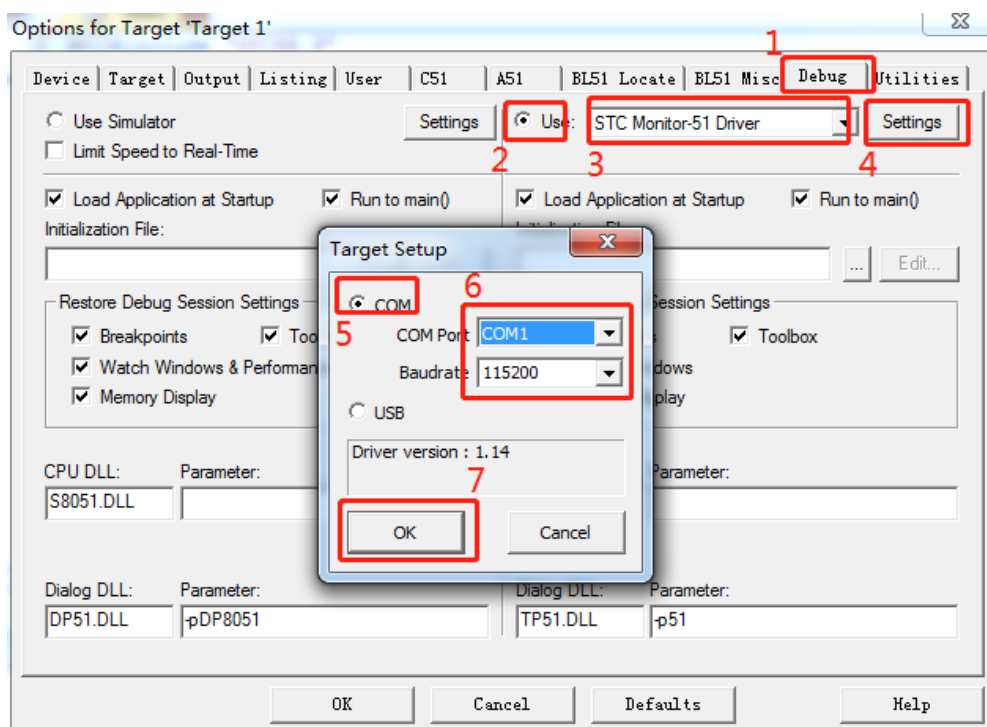 Options for Target 'Target 1'
1
Device Target Output Listing User C51 A51 BL51 Locate BL51 Misc Debug Utilities
Use Simulator Settings Use: STC Monitor-51 Driver Settings
Limit Speed to Real-Time 2 3 4
Load Application at Startup Run to main() Load Application at Startup Run to main()
Initialization File:
... Edit...
Target Setup
Restore Debug Session Settings Session Settings
Breakpoints Toolbox
Watch Windows & Performan
Memory Display
COM 6
5 COM Port COM1
Baudrate 115200
USB
Driver version : 1.14
7
OK Cancel
CPU DLL: Parameter: Parameter:
S8051.DLL
Dialog DLL: Parameter: Dialog DLL: Parameter:
DP51.DLL -pDP8051 TP51.DLL -p51
OK Cancel Defaults Help